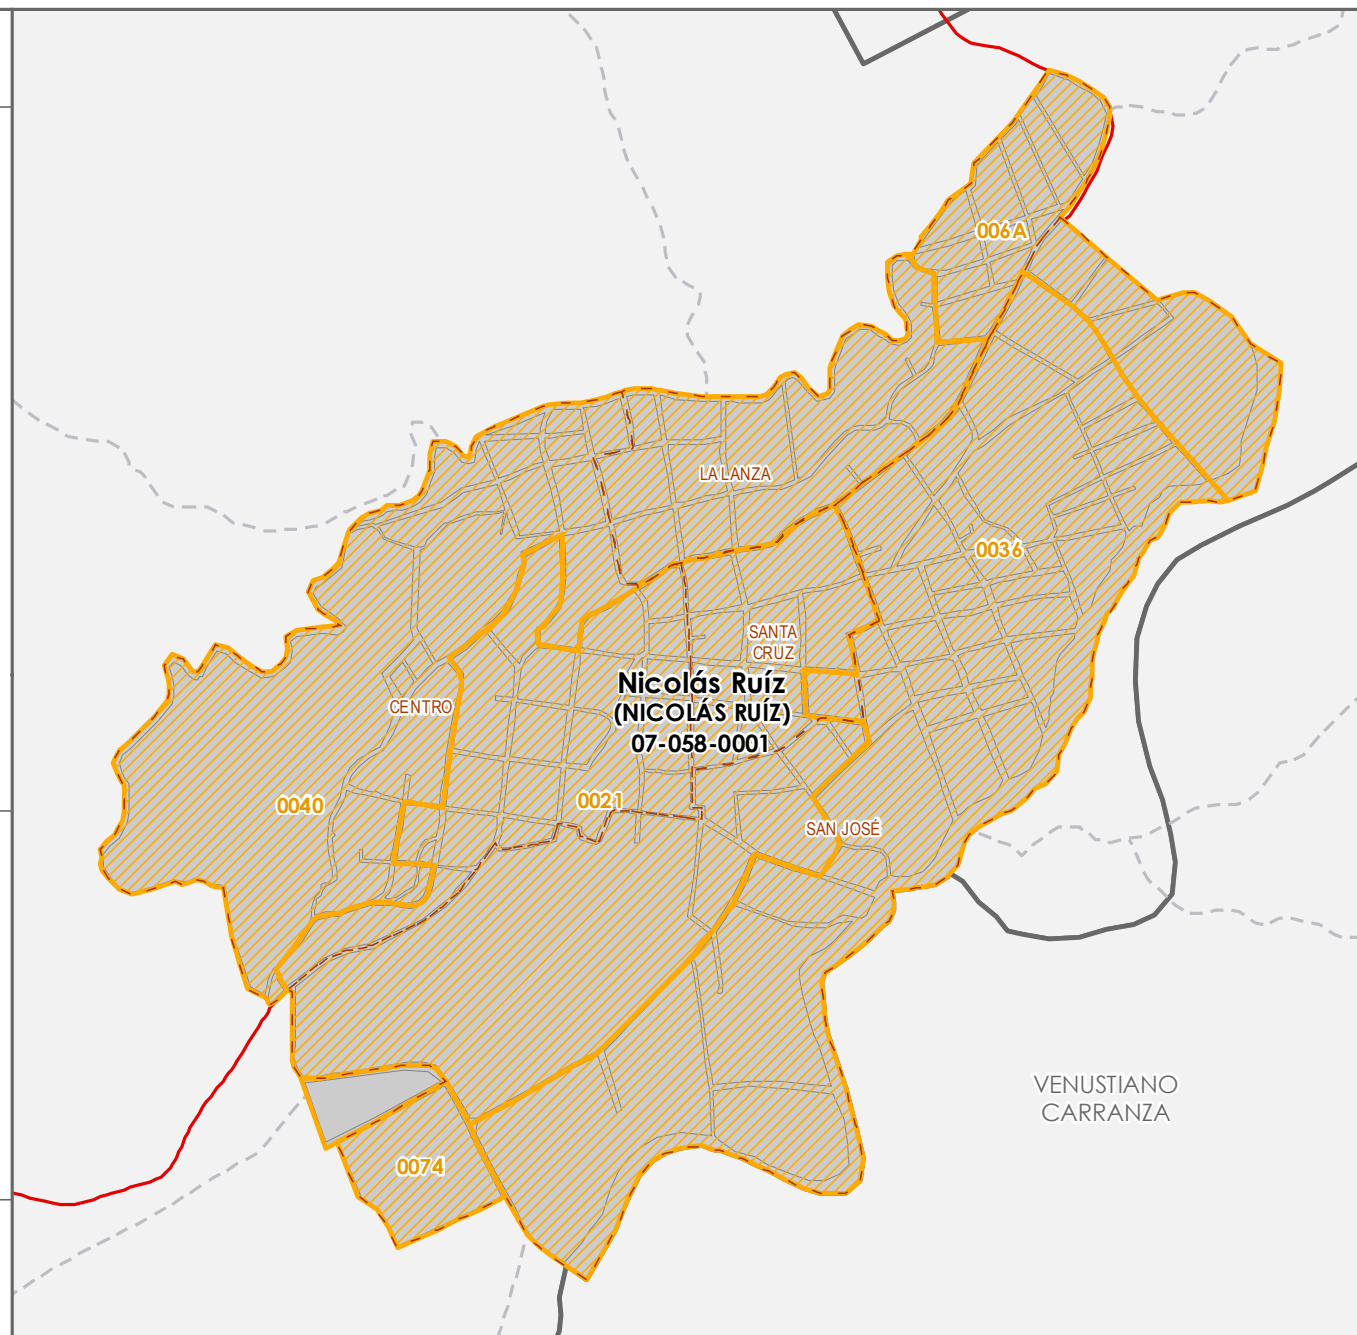 006A
LA LANZA
0036
SANTA
CRUZ
Nicolás Ruíz
(NICOLÁS RUÍZ)
07-058-0001
CENTRO
0040
0021
SAN JOSÉ
VENUSTIANO
CARRANZA
0074